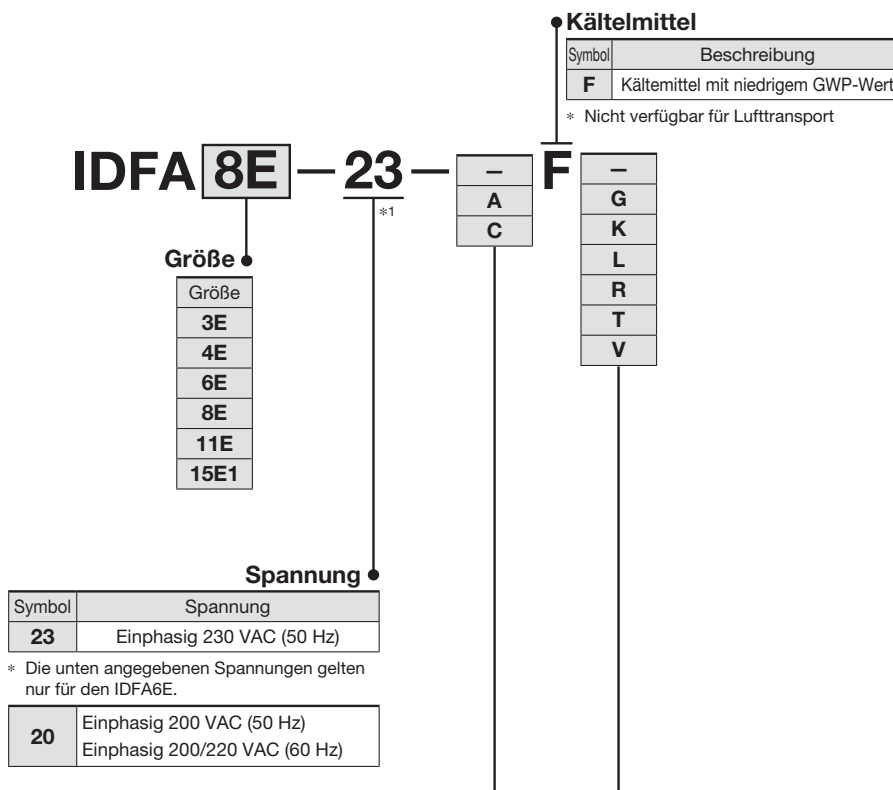 Kältelmittel
Symbol Beschreibung
F Kältemittel mit niedrigem GWP-Wert
* Nicht verfügbar für Lufttransport
IDFA 8E — 23 — – F –
*1
A
C
G
K
L
R
T
V
Größe
Größe
3E
4E
6E
8E
11E
15E1
Spannung
Symbol Spannung
23 Einphasig 230 VAC (50 Hz)
* Die unten angegebenen Spannungen gelten
nur für den IDFA6E.
20 Einphasig 200 VAC (50 Hz)
Einphasig 200/220 VAC (60 Hz)